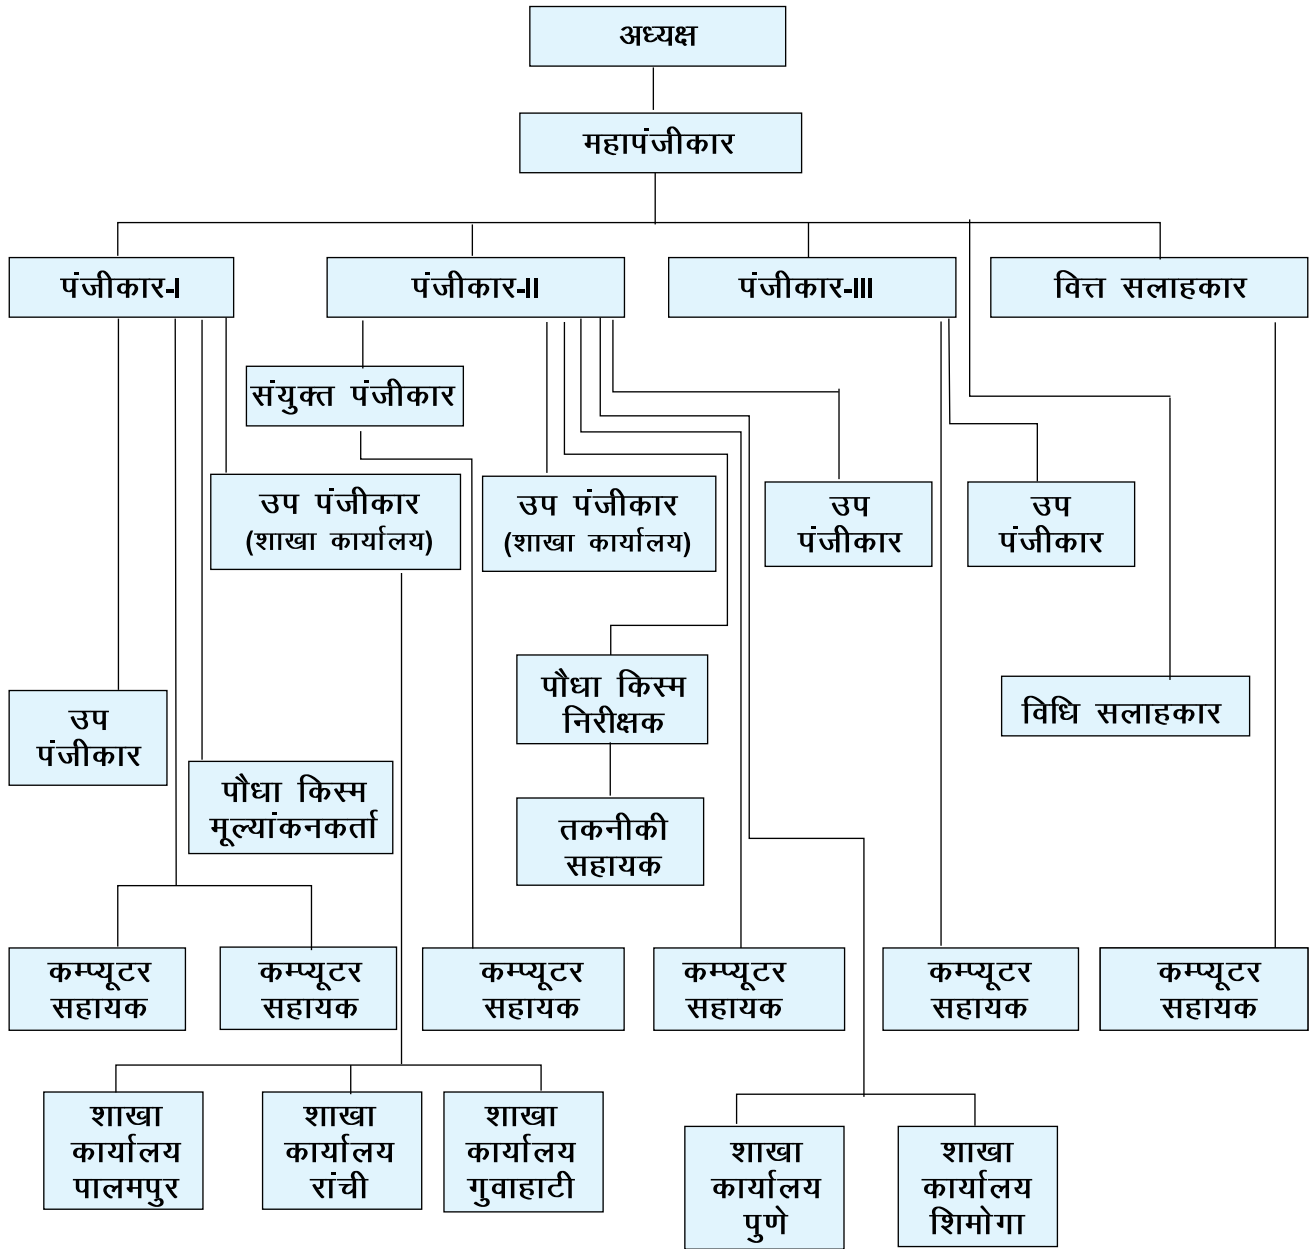 अध्यक्ष
महापंजीकार
पंजीकार-I
पंजीकार-II
पंजीकार-III
वित्त सलाहकार
संयुक्त पंजीकार
उप पंजीकार
(शाखा कार्यालय)
उप पंजीकार
(शाखा कार्यालय)
उप
पंजीकार
उप
पंजीकार
पौधा किस्म
निरीक्षक
विधि सलाहकार
उप
पंजीकार
पौधा किस्म
मूल्यांकनकर्ता
तकनीकी
सहायक
कम्प्यूटर
सहायक
कम्प्यूटर
सहायक
कम्प्यूटर
सहायक
कम्प्यूटर
सहायक
कम्प्यूटर
सहायक
कम्प्यूटर
सहायक
शाखा
कार्यालय
पालमपुर
शाखा
कार्यालय
रांची
शाखा
कार्यालय
गुवाहाटी
शाखा
कार्यालय
पुणे
शाखा
कार्यालय
शिमोगा